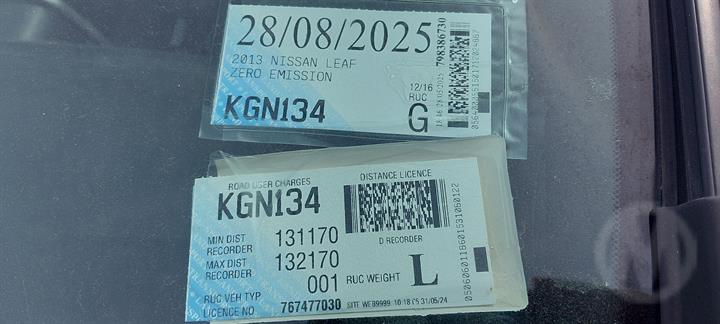 28/08/2025
798386730
2013 NISSAN LEAF
ZERO EMISSION
12/16
RUC
KGN134
G
ROAD USER CHARGES
DISTANCE LICENCE
KGN134
MIN DIST
RECORDER
131170
D RECORDER
MAX DIST
RECORDER
132170
001
RUC WEIGHT
L
RUC VEH TYP
LICENCE NO
767477030